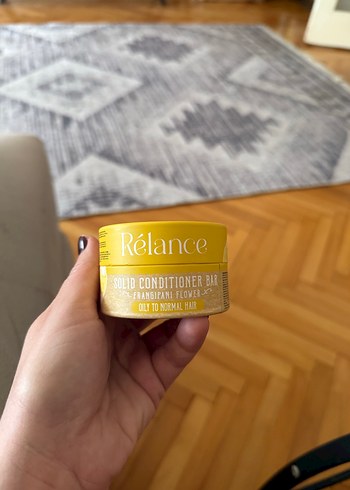 Rélance
SOLID CONDITIONER BAR
FRANGIPANI FLOWER
OILY TO NORMAL HAIR